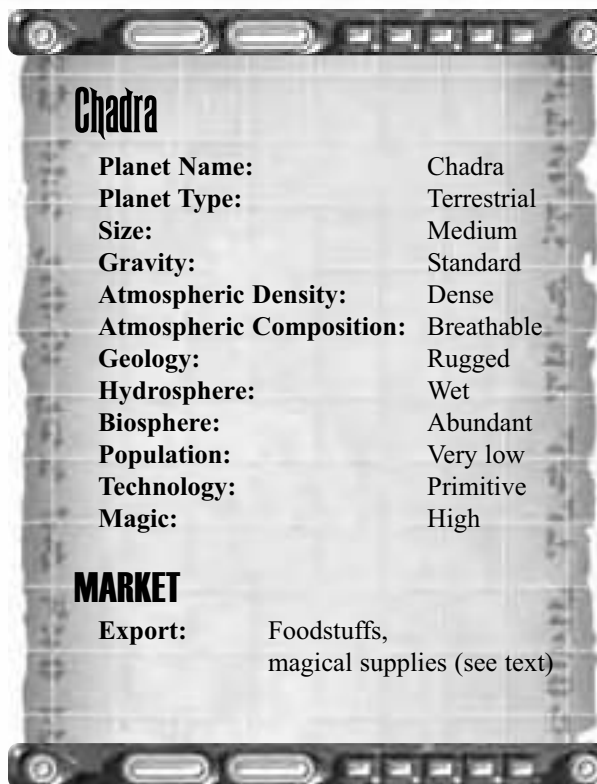 Chadra
Planet Name: Chadra
Planet Type: Terrestrial
Size: Medium
Gravity: Standard
Atmospheric Density: Dense
Atmospheric Composition: Breathable
Geology: Rugged
Hydrosphere: Wet
Biosphere: Abundant
Population: Very low
Technology: Primitive
Magic: High
MARKET
Export: Foodstuffs,
magical supplies (see text)